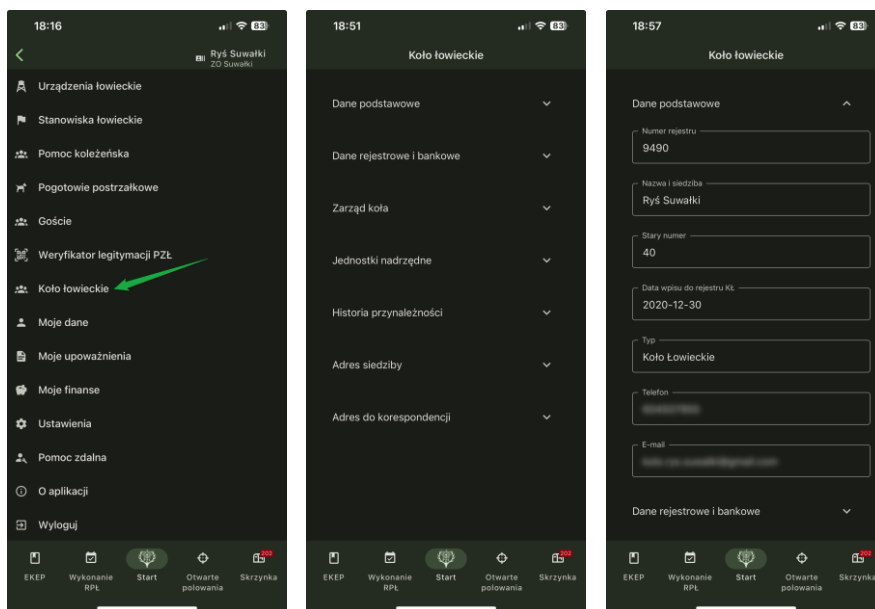 18:16
83
Ryś Suwałki
ZO Suwałki
Urządzenia łowieckie
Stanowiska łowieckie
Pomoc koleżeńska
Pogotowie postrzałkowe
Goście
Weryfikator legitymacji PZŁ
Koło łowieckie
Moje dane
Moje upoważnienia
Moje finanse
Ustawienia
Pomoc zdalna
O aplikacji
Wyloguj
202
EKEP
Wykonanie RPŁ
Start
Otwarte polowania
Skrzynka
18:51
83
Koło łowieckie
Dane podstawowe
Dane rejestrowe i bankowe
Zarząd koła
Jednostki nadrzędne
Historia przynależności
Adres siedziby
Adres do korespondencji
202
EKEP
Wykonanie RPŁ
Start
Otwarte polowania
Skrzynka
18:57
83
Koło łowieckie
Dane podstawowe
Numer rejestru
9490
Nazwa i siedziba
Ryś Suwałki
Stary numer
40
Data wpisu do rejestru KŁ
2020-12-30
Typ
Koło Łowieckie
Telefon
E-mail
Dane rejestrowe i bankowe
202
EKEP
Wykonanie RPŁ
Start
Otwarte polowania
Skrzynka